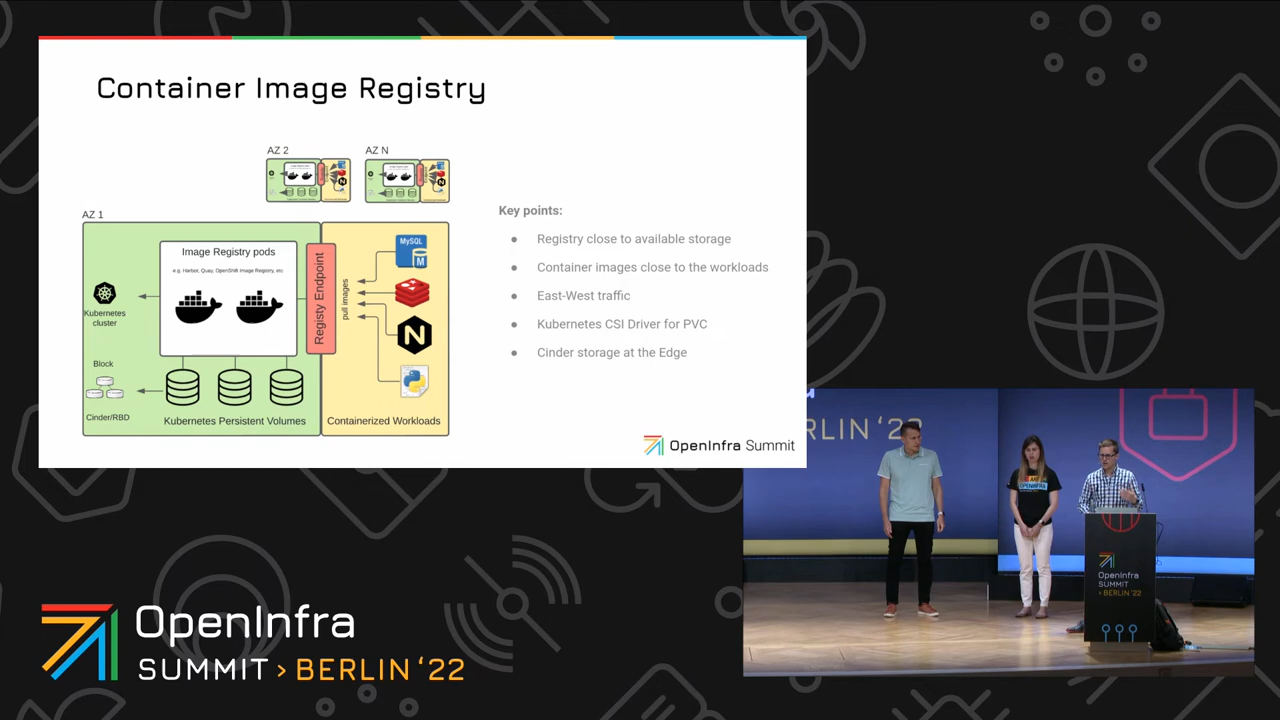 Container Image Registry
AZ 2
AZ N
AZ 1
Image Registry pods
e.g. Harbor, Quay, OpenShift Image Registry, etc
Kubernetes
cluster
Block
Cinder/RBD
Kubernetes Persistent Volumes
Registy Endpoint
pull images
MySQL
M
N
Containerized Workloads
Key points:
● Registry close to available storage
● Container images close to the workloads
● East-West traffic
● Kubernetes CSI Driver for PVC
● Cinder storage at the Edge
OpenInfra Summit
RLIN ‘22
OPENINFRA
OpenInfra
SUMMIT
› BERLIN ‘22
OpenInfra
SUMMIT › BERLIN ‘22